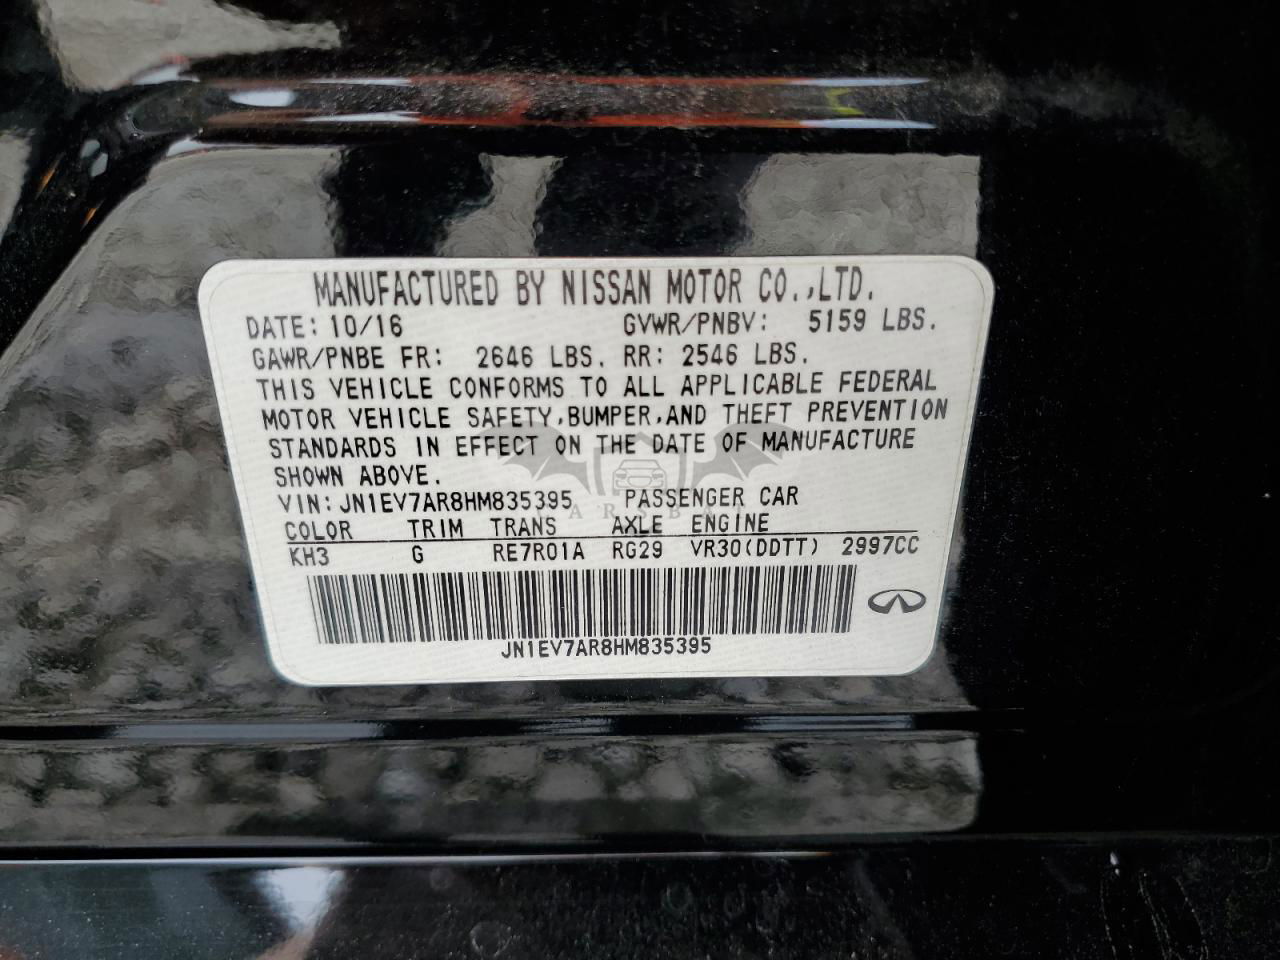 MANUFACTURED BY NISSAN MOTOR CO.,LTD.
DATE: 10/16 GVWR/PNBV: 5159 LBS.
GAWR/PNBE FR: 2646 LBS. RR: 2546 LBS.
THIS VEHICLE CONFORMS TO ALL APPLICABLE FEDERAL
MOTOR VEHICLE SAFETY,BUMPER,AND THEFT PREVENTION
STANDARDS IN EFFECT ON THE DATE OF MANUFACTURE
SHOWN ABOVE.
VIN: JN1EV7AR8HM835395 PASSENGER CAR
CARSBAT
COLOR TRIM TRANS AXLE ENGINE
KH3 G RE7R01A RG29 VR30(DDTT) 2997CC
JN1EV7AR8HM835395